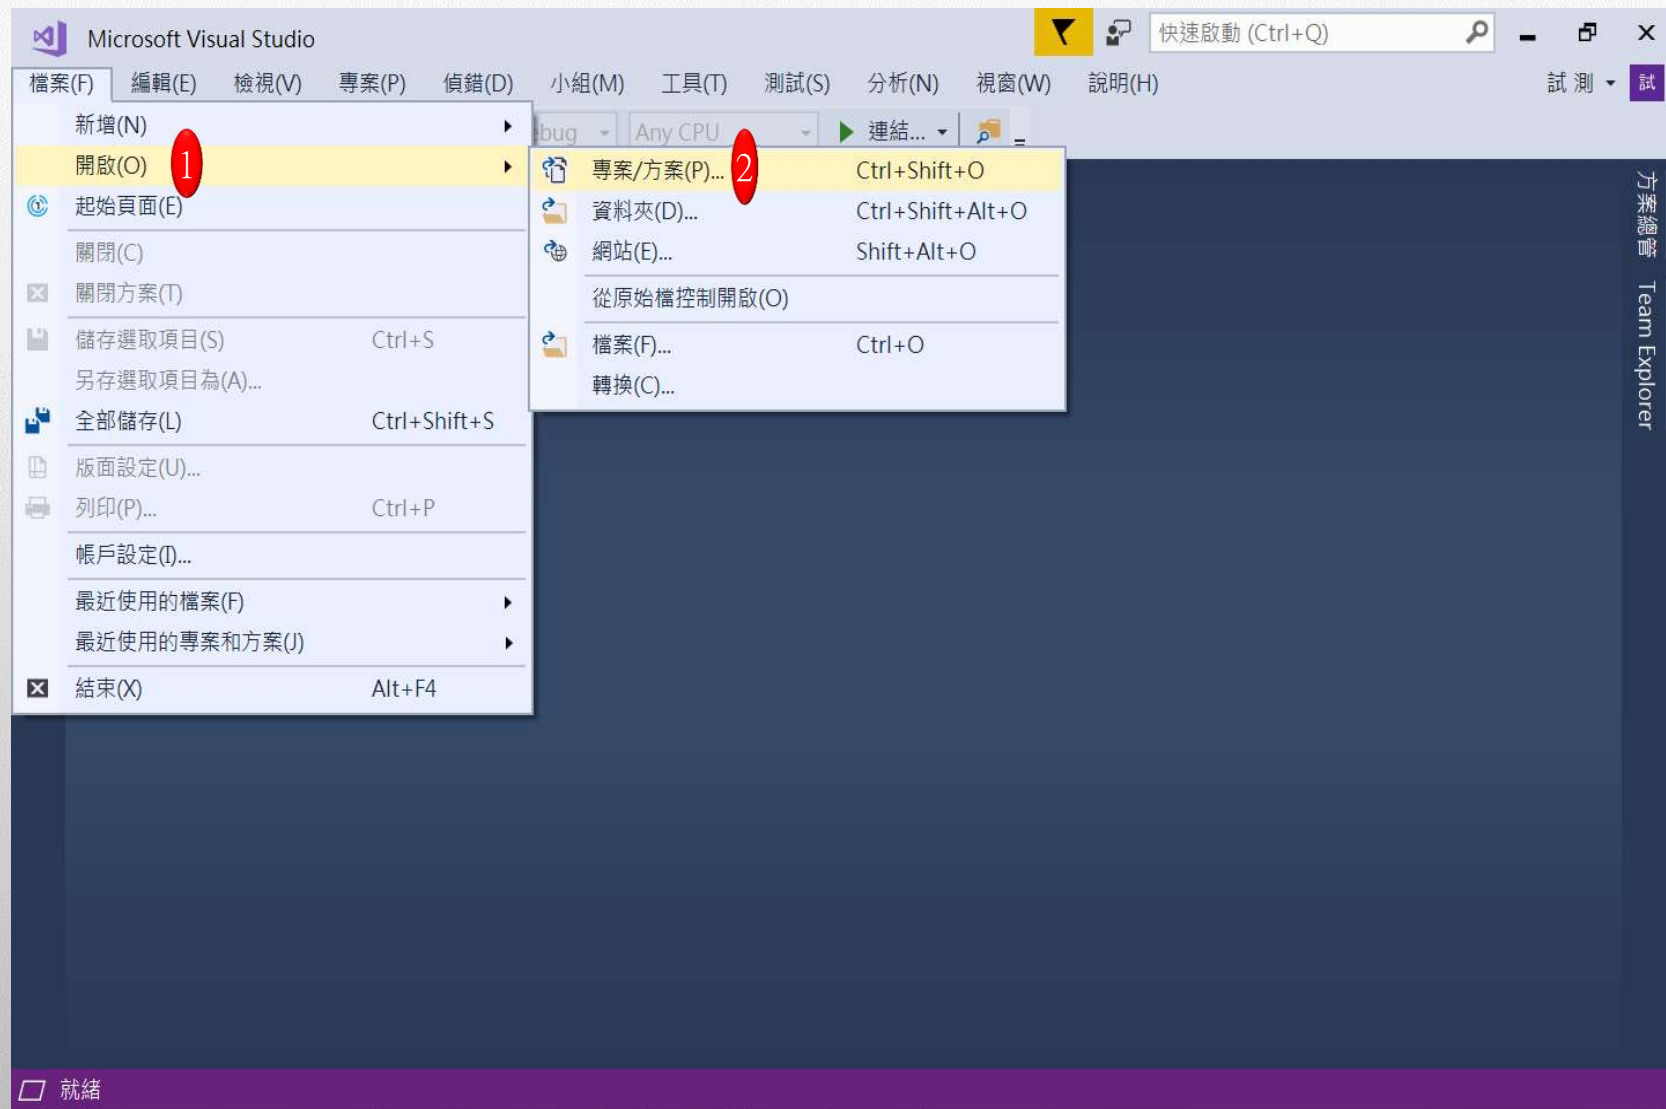 Microsoft Visual Studio
快速啟動 (Ctrl+Q)
檔案(F) 編輯(E) 檢視(V) 專案(P) 偵錯(D) 小組(M) 工具(T) 測試(S) 分析(N) 視窗(W) 說明(H) 試 測 試
bug Any CPU 連結...
新增(N)
開啟(O) 1
起始頁面(E)
關閉(C)
關閉方案(T)
儲存選取項目(S) Ctrl+S
另存選取項目為(A)...
全部儲存(L) Ctrl+Shift+S
版面設定(U)...
列印(P)... Ctrl+P
帳戶設定(I)...
最近使用的檔案(F)
最近使用的專案和方案(J)
結束(X) Alt+F4
專案/方案(P)... 2 Ctrl+Shift+O
資料夾(D)... Ctrl+Shift+Alt+O
網站(E)... Shift+Alt+O
從原始檔控制開啟(O)
檔案(F)... Ctrl+O
轉換(C)...
方案總管
Team Explorer
就緒